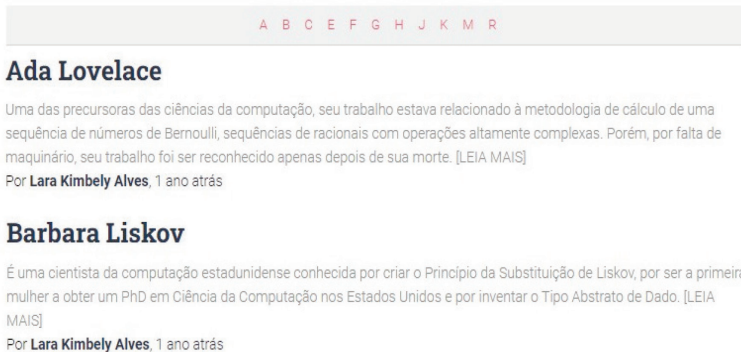 A B C E F G H J K M R
Ada Lovelace
Uma das precursoras das ciências da computação, seu trabalho estava relacionado à metodologia de cálculo de uma
sequência de números de Bernoulli, sequências de racionais com operações altamente complexas. Porém, por falta de
maquinário, seu trabalho foi ser reconhecido apenas depois de sua morte. [LEIA MAIS]
Por Lara Kimbely Alves, 1 ano atrás
Barbara Liskov
É uma cientista da computação estadunidense conhecida por criar o Princípio da Substituição de Liskov, por ser a primeira
mulher a obter um PhD em Ciência da Computação nos Estados Unidos e por inventar o Tipo Abstrato de Dado. [LEIA
MAIS]
Por Lara Kimbely Alves, 1 ano atrás